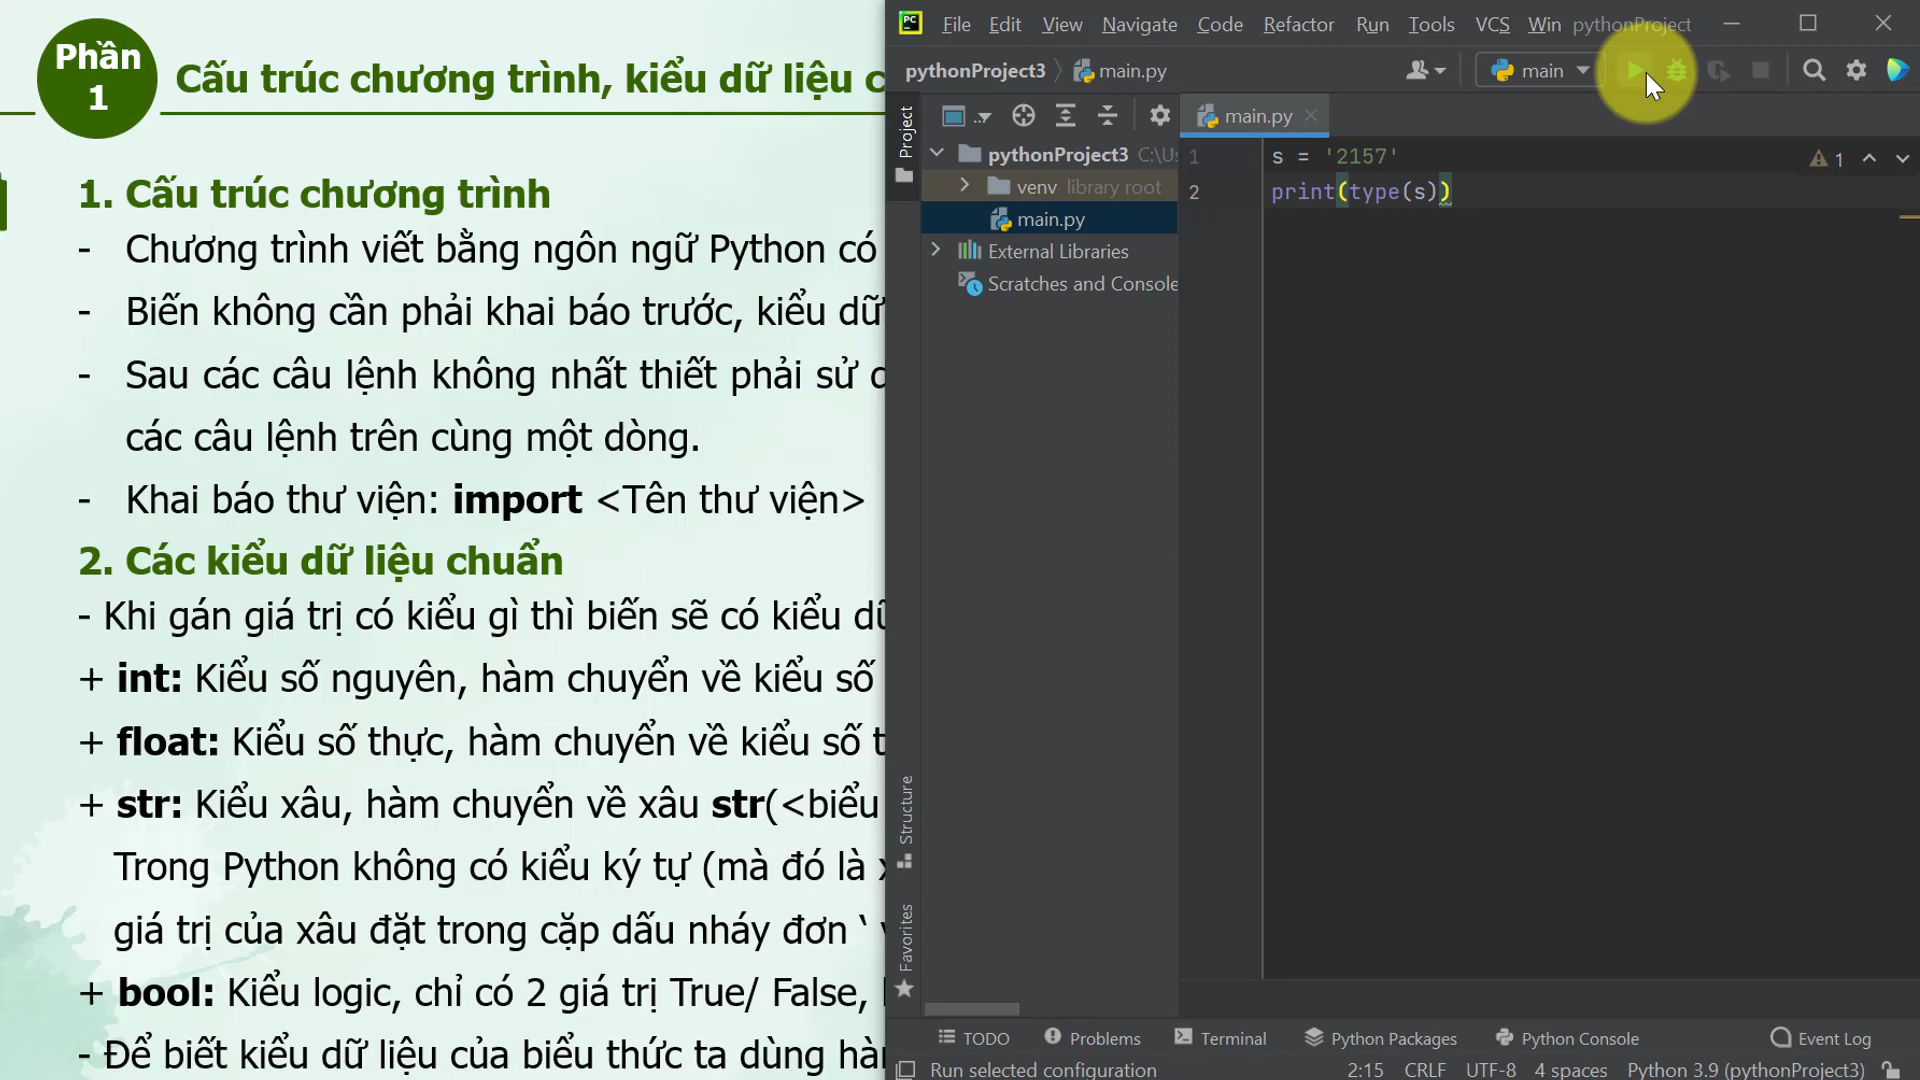 Phần
1
Cấu trúc chương trình, kiểu dữ liệu c
1. Cấu trúc chương trình
- Chương trình viết bằng ngôn ngữ Python có
- Biến không cần phải khai báo trước, kiểu dữ
- Sau các câu lệnh không nhất thiết phải sử d
các câu lệnh trên cùng một dòng.
- Khai báo thư viện: import <Tên thư viện>
2. Các kiểu dữ liệu chuẩn
- Khi gán giá trị có kiểu gì thì biến sẽ có kiểu dữ
+ int: Kiểu số nguyên, hàm chuyển về kiểu số
+ float: Kiểu số thực, hàm chuyển về kiểu số t
+ str: Kiểu xâu, hàm chuyển về xâu str(<biểu
Trong Python không có kiểu ký tự (mà đó là x
giá trị của xâu đặt trong cặp dấu nháy đơn ‘ v
+ bool: Kiểu logic, chỉ có 2 giá trị True/ False,
- Để biết kiểu dữ liệu của biểu thức ta dùng hàm
PC File Edit View Navigate Code Refactor Run Tools VCS Win pythonProject
pythonProject3 main.py main
Project
main.py
pythonProject3 C:\Us
venv library root
main.py
External Libraries
Scratches and Console
1 s = '2157'
2 print(type(s))
1
Structure
Favorites
TODO Problems Terminal Python Packages Python Console Event Log
Run selected configuration 2:15 CRLF UTF-8 4 spaces Python 3.9 (pythonProject3)